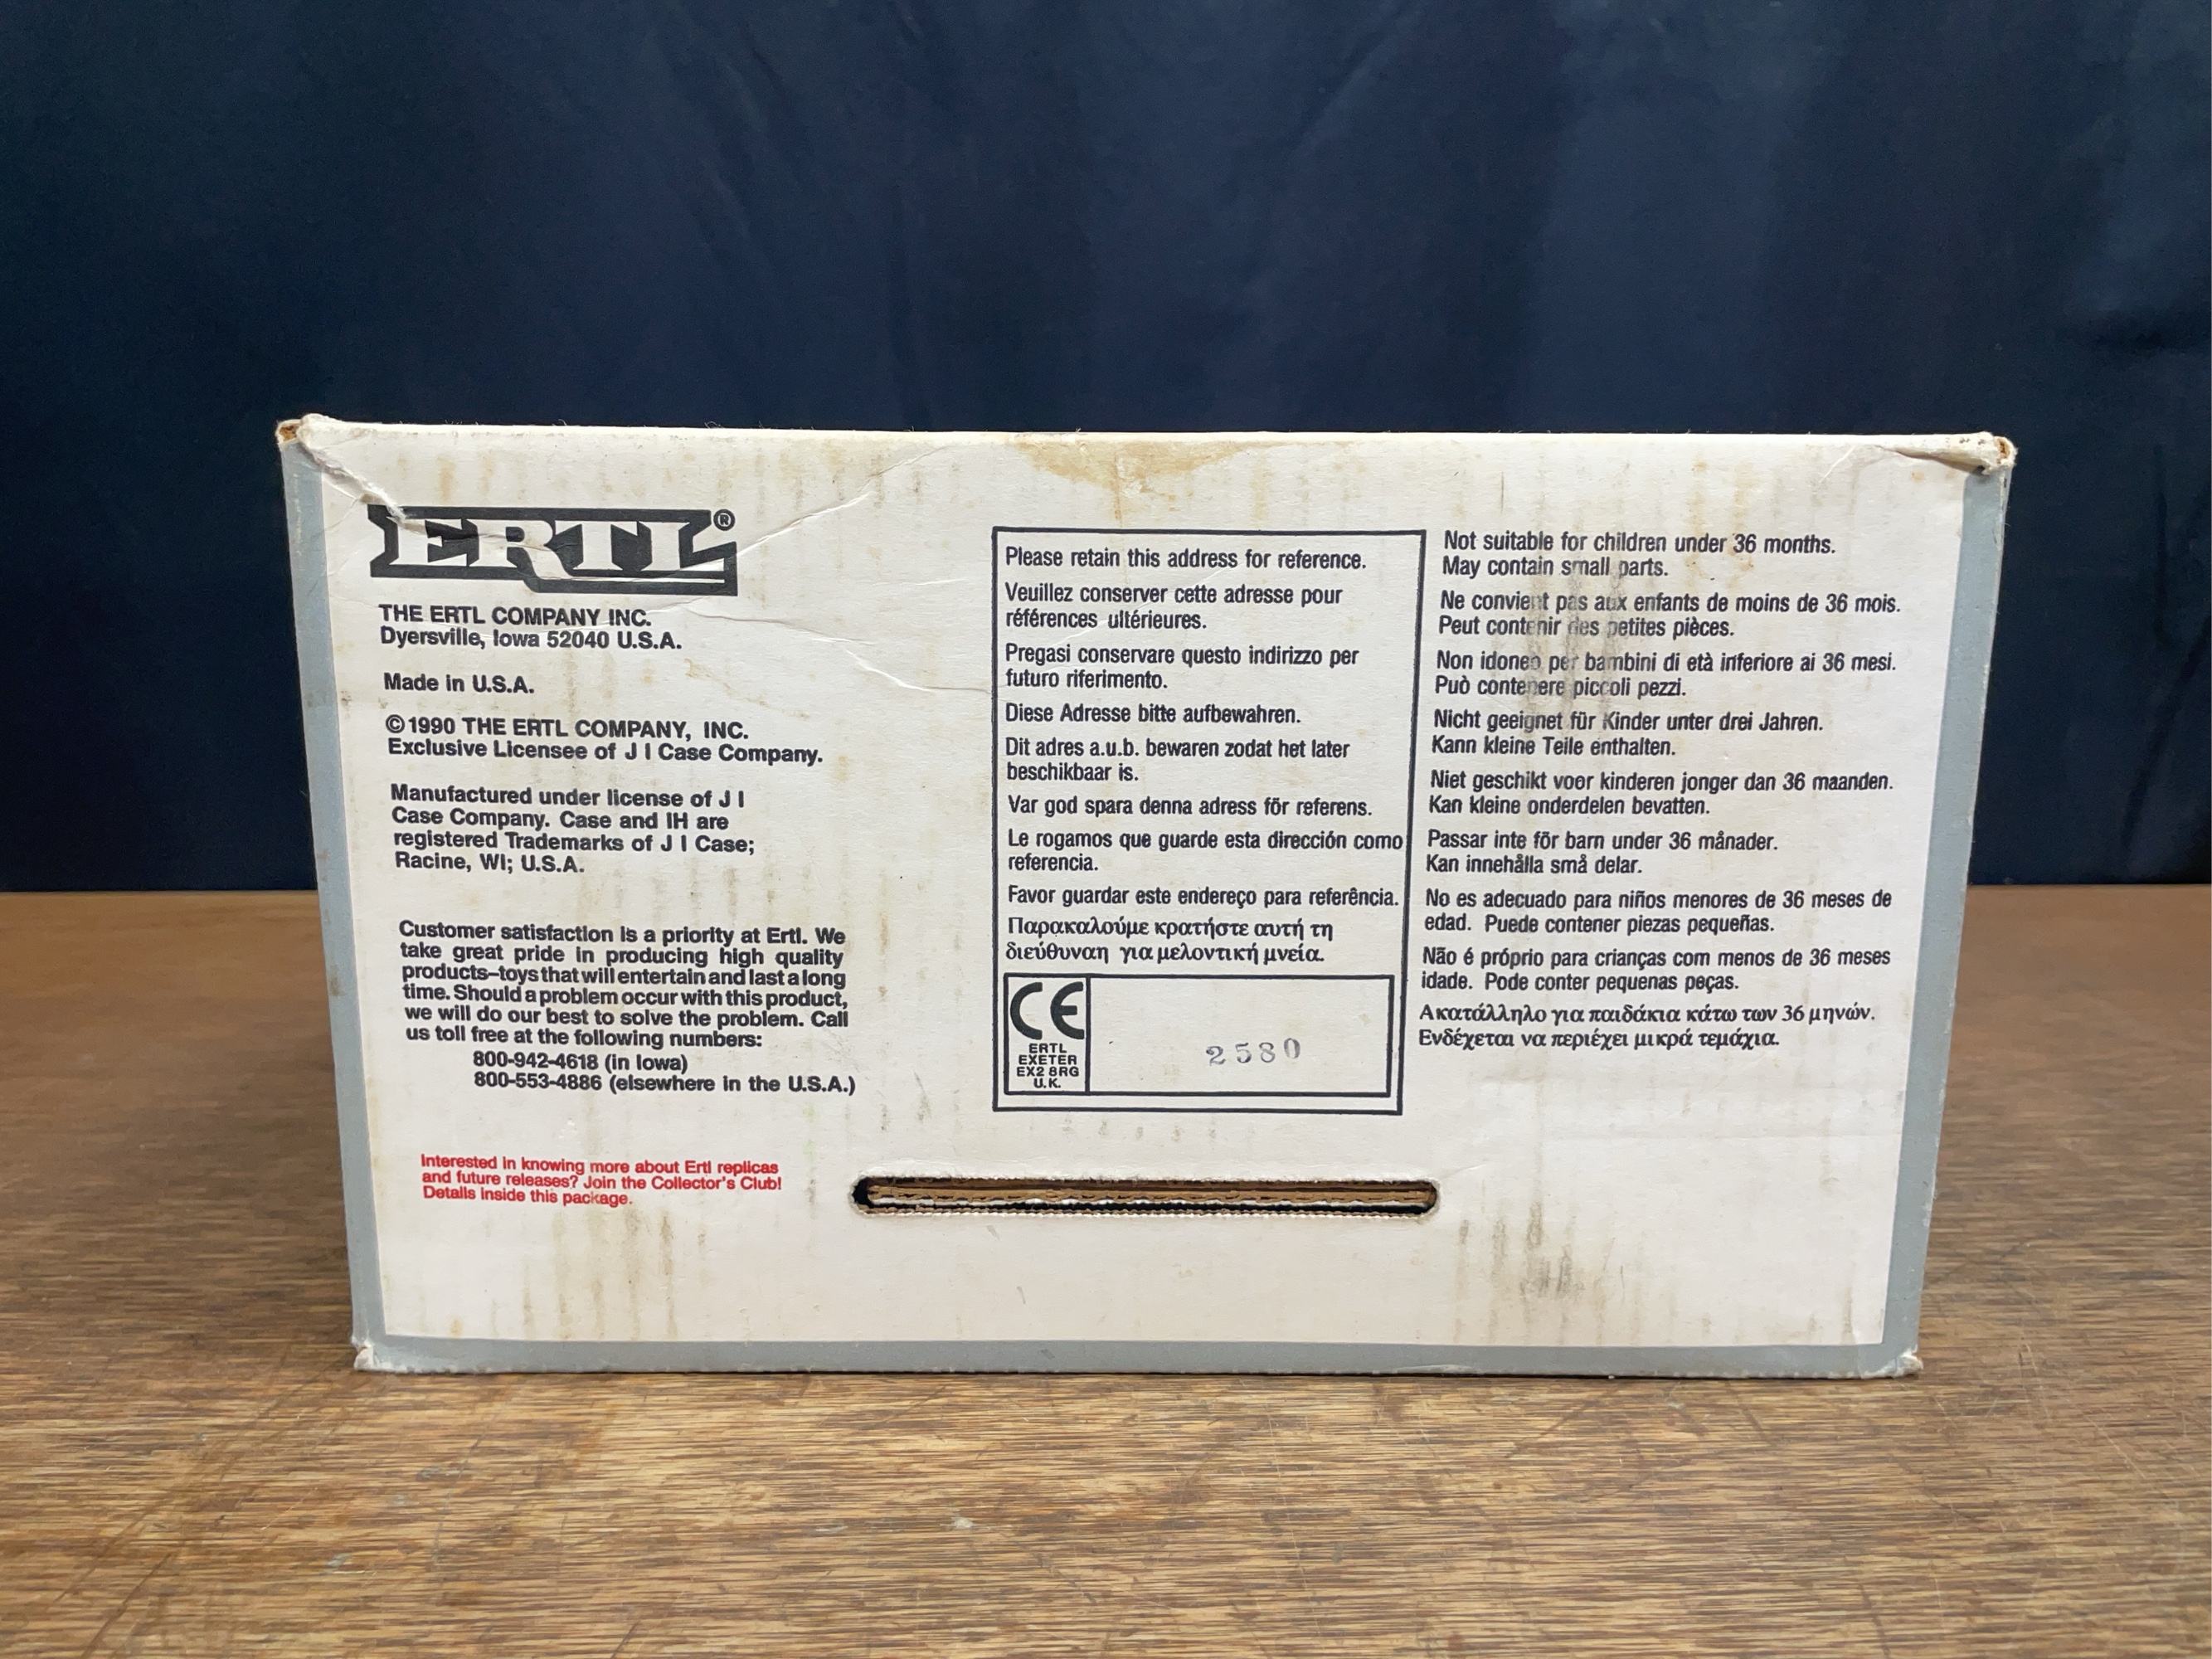 ERTL®
THE ERTL COMPANY INC.
Dyersville, Iowa 52040 U.S.A.
Made in U.S.A.
©1990 THE ERTL COMPANY, INC.
Exclusive Licensee of J I Case Company.
Manufactured under license of J I
Case Company. Case and IH are
registered Trademarks of J I Case;
Racine, WI; U.S.A.
Customer satisfaction is a priority at Ertl. We
take great pride in producing high quality
products–toys that will entertain and last a long
time. Should a problem occur with this product,
we will do our best to solve the problem. Call
us toll free at the following numbers:
800-942-4618 (in Iowa)
800-553-4886 (elsewhere in the U.S.A.)
Interested in knowing more about Ertl replicas
and future releases? Join the Collector's Club!
Details inside this package.
Please retain this address for reference.
Veuillez conserver cette adresse pour
références ultérieures.
Pregasi conservare questo indirizzo per
futuro riferimento.
Diese Adresse bitte aufbewahren.
Dit adres a.u.b. bewaren zodat het later
beschikbaar is.
Var god spara denna adress för referens.
Le rogamos que guarde esta dirección como
referencia.
Favor guardar este endereço para referência.
Παρακαλούμε κρατήστε αυτή τη
διεύθυναη για μελοντική μνεία.
CE
ERTL
EXETER
EX2 8RG
U.K.
2580
Not suitable for children under 36 months.
May contain small parts.
Ne convient pas aux enfants de moins de 36 mois.
Peut contenir des petites pièces.
Non idoneo per bambini di età inferiore ai 36 mesi.
Può contenere piccoli pezzi.
Nicht geeignet für Kinder unter drei Jahren.
Kann kleine Teile enthalten.
Niet geschikt voor kinderen jonger dan 36 maanden.
Kan kleine onderdelen bevatten.
Passar inte för barn under 36 månader.
Kan innehålla små delar.
No es adecuado para niños menores de 36 meses de
edad. Puede contener piezas pequeñas.
Não é próprio para crianças com menos de 36 meses
idade. Pode conter pequenas peças.
Ακατάλληλο για παιδάκια κάτω των 36 μηνών.
Ενδέχεται να περιέχει μικρά τεμάχια.